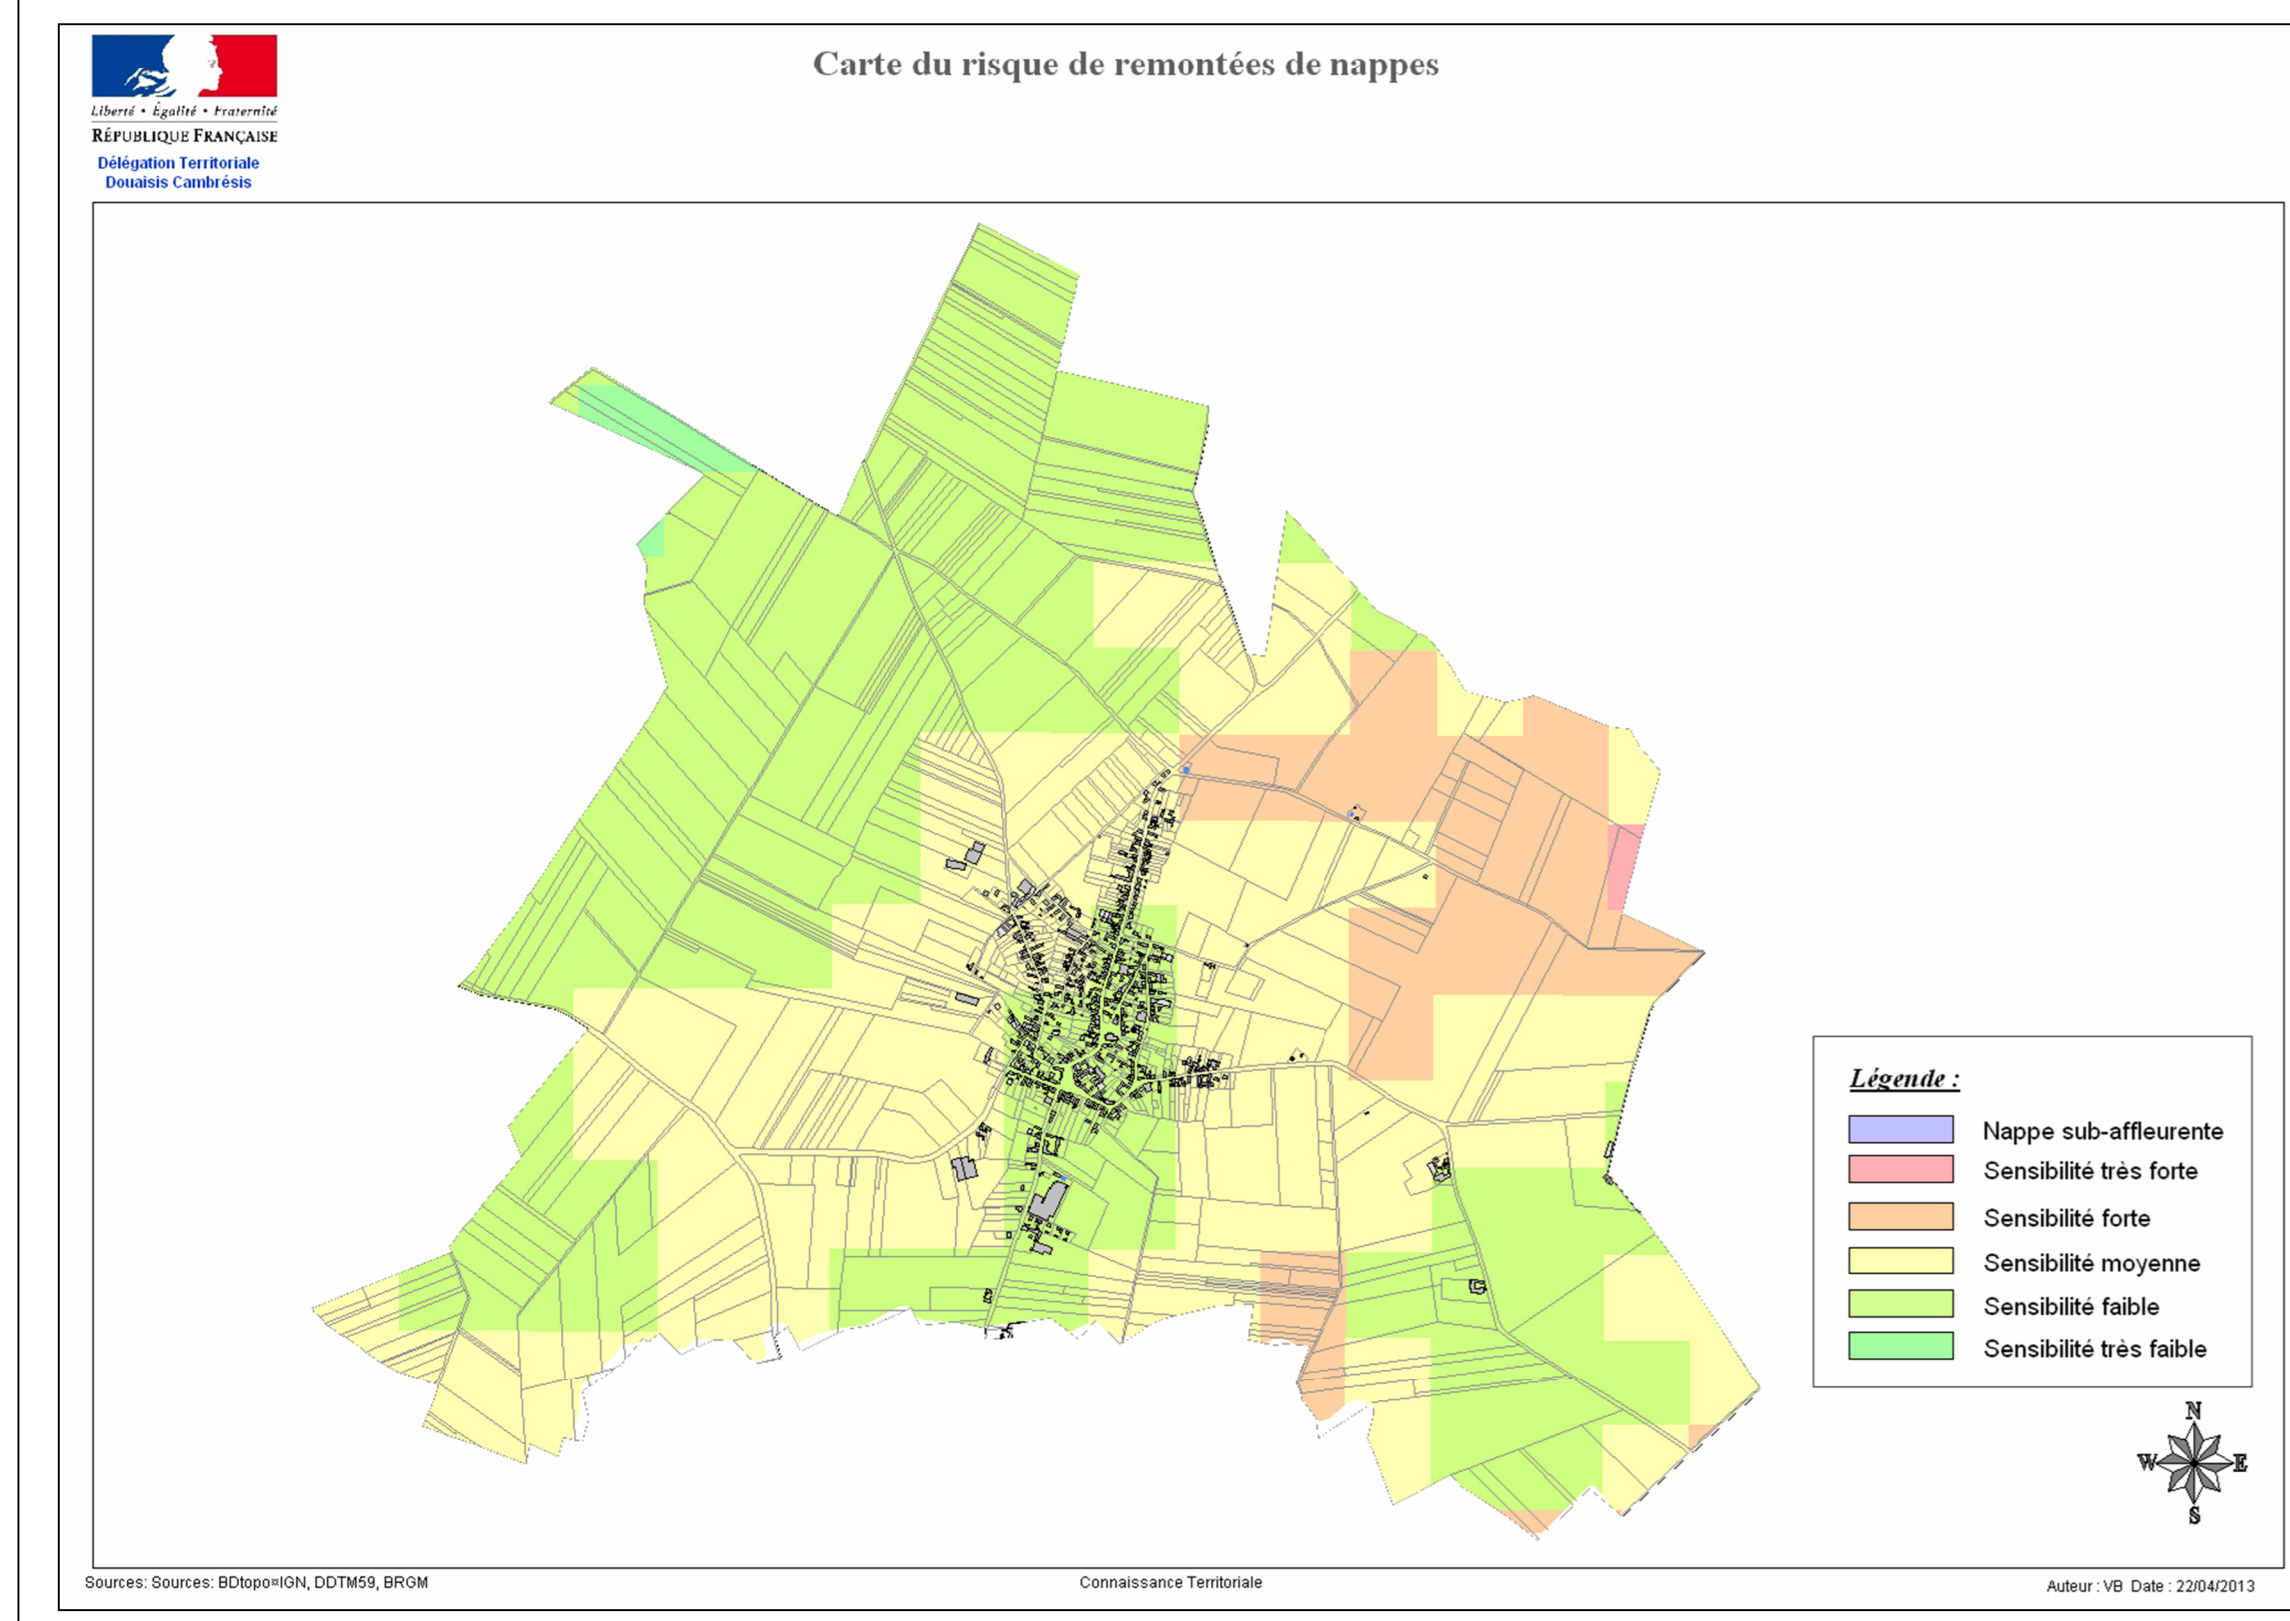 Carte du risque de remontées de nappes
Liberté • Égalité • Fraternité
RÉPUBLIQUE FRANÇAISE
Délégation Territoriale
Douaisis Cambrésis
Légende :
Nappe sub-affleurente
Sensibilité très forte
Sensibilité forte
Sensibilité moyenne
Sensibilité faible
Sensibilité très faible
N
W E
S
Sources: Sources: BDtopo¤IGN, DDTM59, BRGM
Connaissance Territoriale
Auteur : VB Date : 22/04/2013